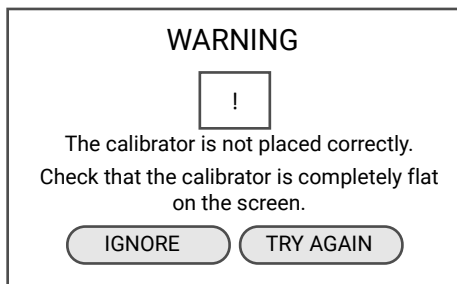 WARNING
!
The calibrator is not placed correctly.
Check that the calibrator is completely flat
on the screen.
IGNORE TRY AGAIN